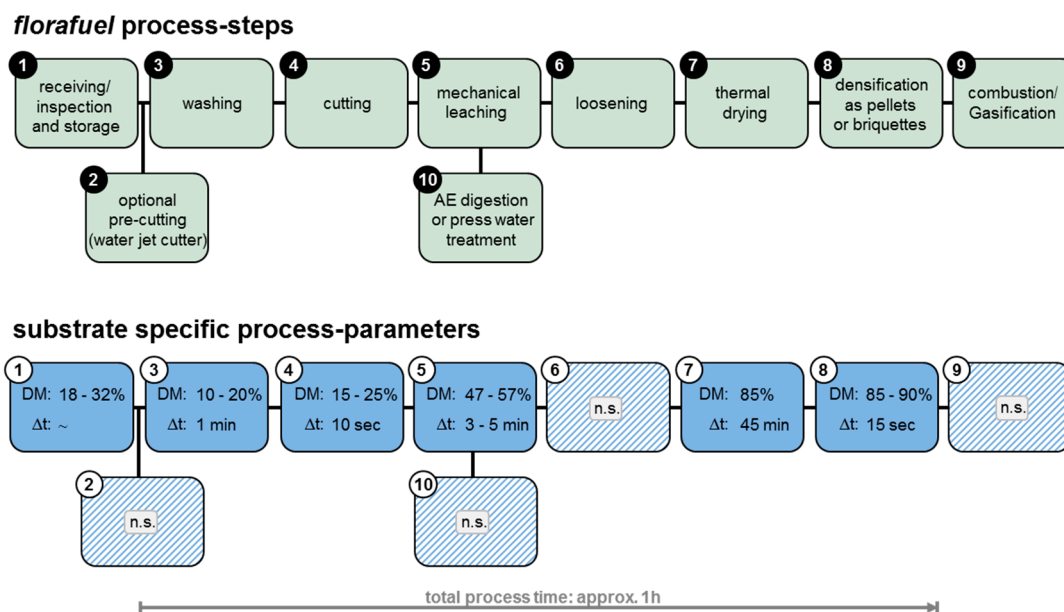 florafuel process-steps
1
receiving/
inspection
and storage
3
washing
4
cutting
5
mechanical
leaching
6
loosening
7
thermal
drying
8
densification
as pellets
or briquettes
9
combustion/
Gasification
2
optional
pre-cutting
(water jet cutter)
10
AE digestion
or press water
treatment
substrate specific process-parameters
1
DM: 18 - 32%
Δt: ~
3
DM: 10 - 20%
Δt: 1 min
4
DM: 15 - 25%
Δt: 10 sec
5
DM: 47 - 57%
Δt: 3 - 5 min
6
n.s.
7
DM: 85%
Δt: 45 min
8
DM: 85 - 90%
Δt: 15 sec
9
n.s.
2
n.s.
10
n.s.
total process time: approx. 1h